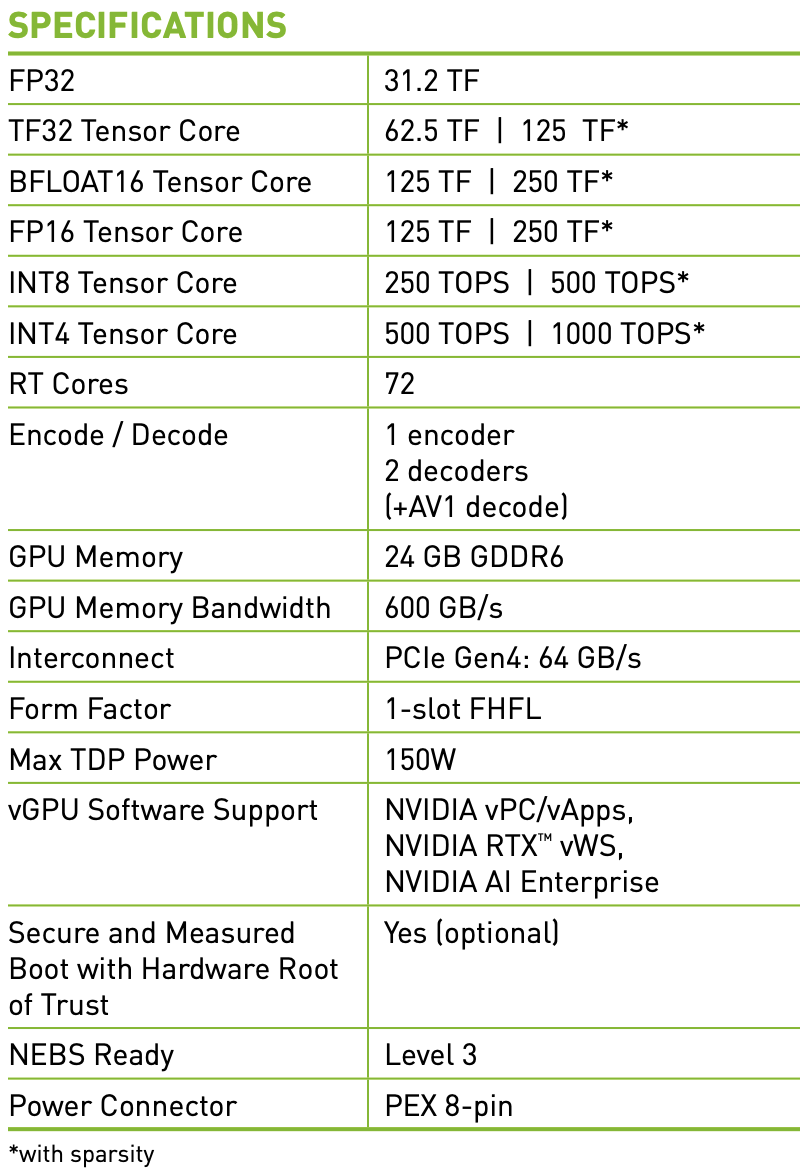 SPECIFICATIONS
FP32 31.2 TF
TF32 Tensor Core 62.5 TF | 125 TF*
BFLOAT16 Tensor Core 125 TF | 250 TF*
FP16 Tensor Core 125 TF | 250 TF*
INT8 Tensor Core 250 TOPS | 500 TOPS*
INT4 Tensor Core 500 TOPS | 1000 TOPS*
RT Cores 72
Encode / Decode 1 encoder
2 decoders
(+AV1 decode)
GPU Memory 24 GB GDDR6
GPU Memory Bandwidth 600 GB/s
Interconnect PCIe Gen4: 64 GB/s
Form Factor 1-slot FHFL
Max TDP Power 150W
vGPU Software Support NVIDIA vPC/vApps,
NVIDIA RTX™ vWS,
NVIDIA AI Enterprise
Secure and Measured Yes (optional)
Boot with Hardware Root
of Trust
NEBS Ready Level 3
Power Connector PEX 8-pin
*with sparsity